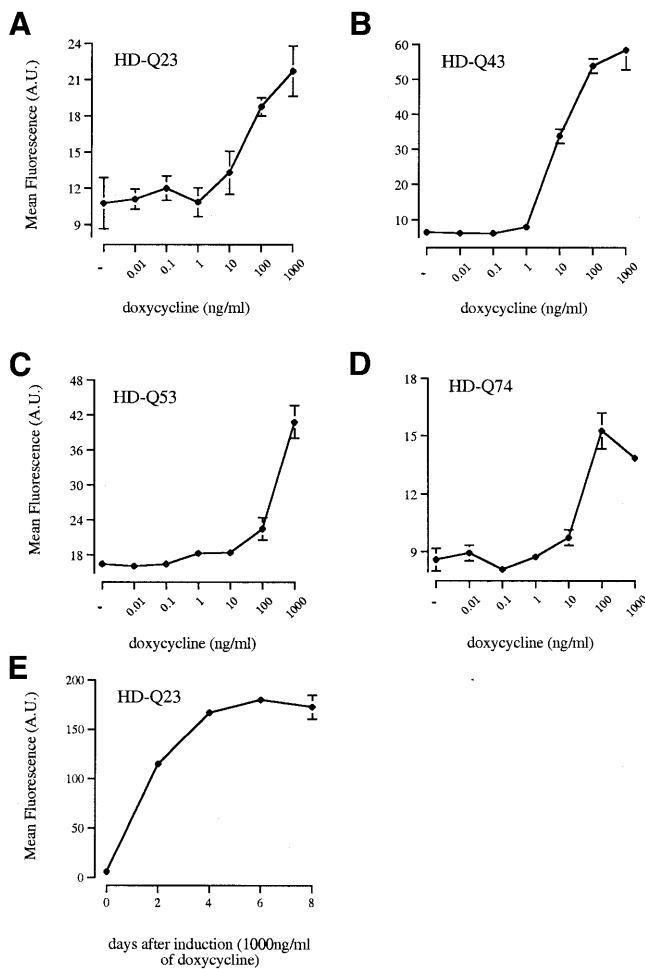 A
HD-Q23
Mean Fluorescence (A.U.)
24
21
18
15
12
9
- 0.01 0.1 1 10 100 1000
doxycycline (ng/ml)
B
HD-Q43
60
50
40
30
20
10
- 0.01 0.1 1 10 100 1000
doxycycline (ng/ml)
C
HD-Q53
Mean Fluorescence (A.U.)
48
42
36
30
24
18
- 0.01 0.1 1 10 100 1000
doxycycline (ng/ml)
D
HD-Q74
18
15
12
9
- 0.01 0.1 1 10 100 1000
doxycycline (ng/ml)
E
HD-Q23
Mean Fluorescence (A.U.)
200
150
100
50
0
0 2 4 6 8
days after induction (1000ng/ml
of doxycycline)